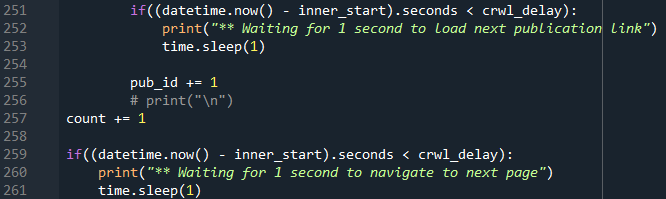 251 if((datetime.now() - inner_start).seconds < crwl_delay):
252 print("** Waiting for 1 second to load next publication link")
253 time.sleep(1)
254
255 pub_id += 1
256 # print("\n")
257 count += 1
258
259 if((datetime.now() - inner_start).seconds < crwl_delay):
260 print("** Waiting for 1 second to navigate to next page")
261 time.sleep(1)